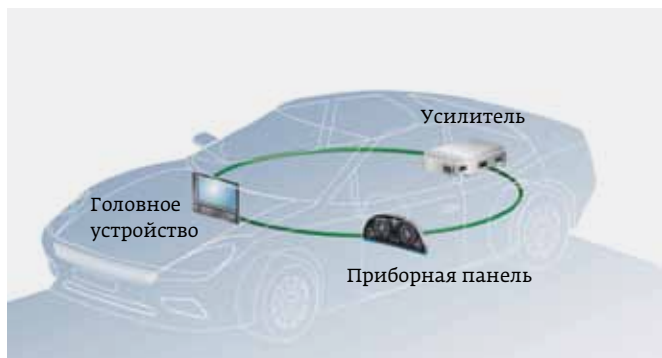 Усилитель
Головное
устройство
Приборная панель